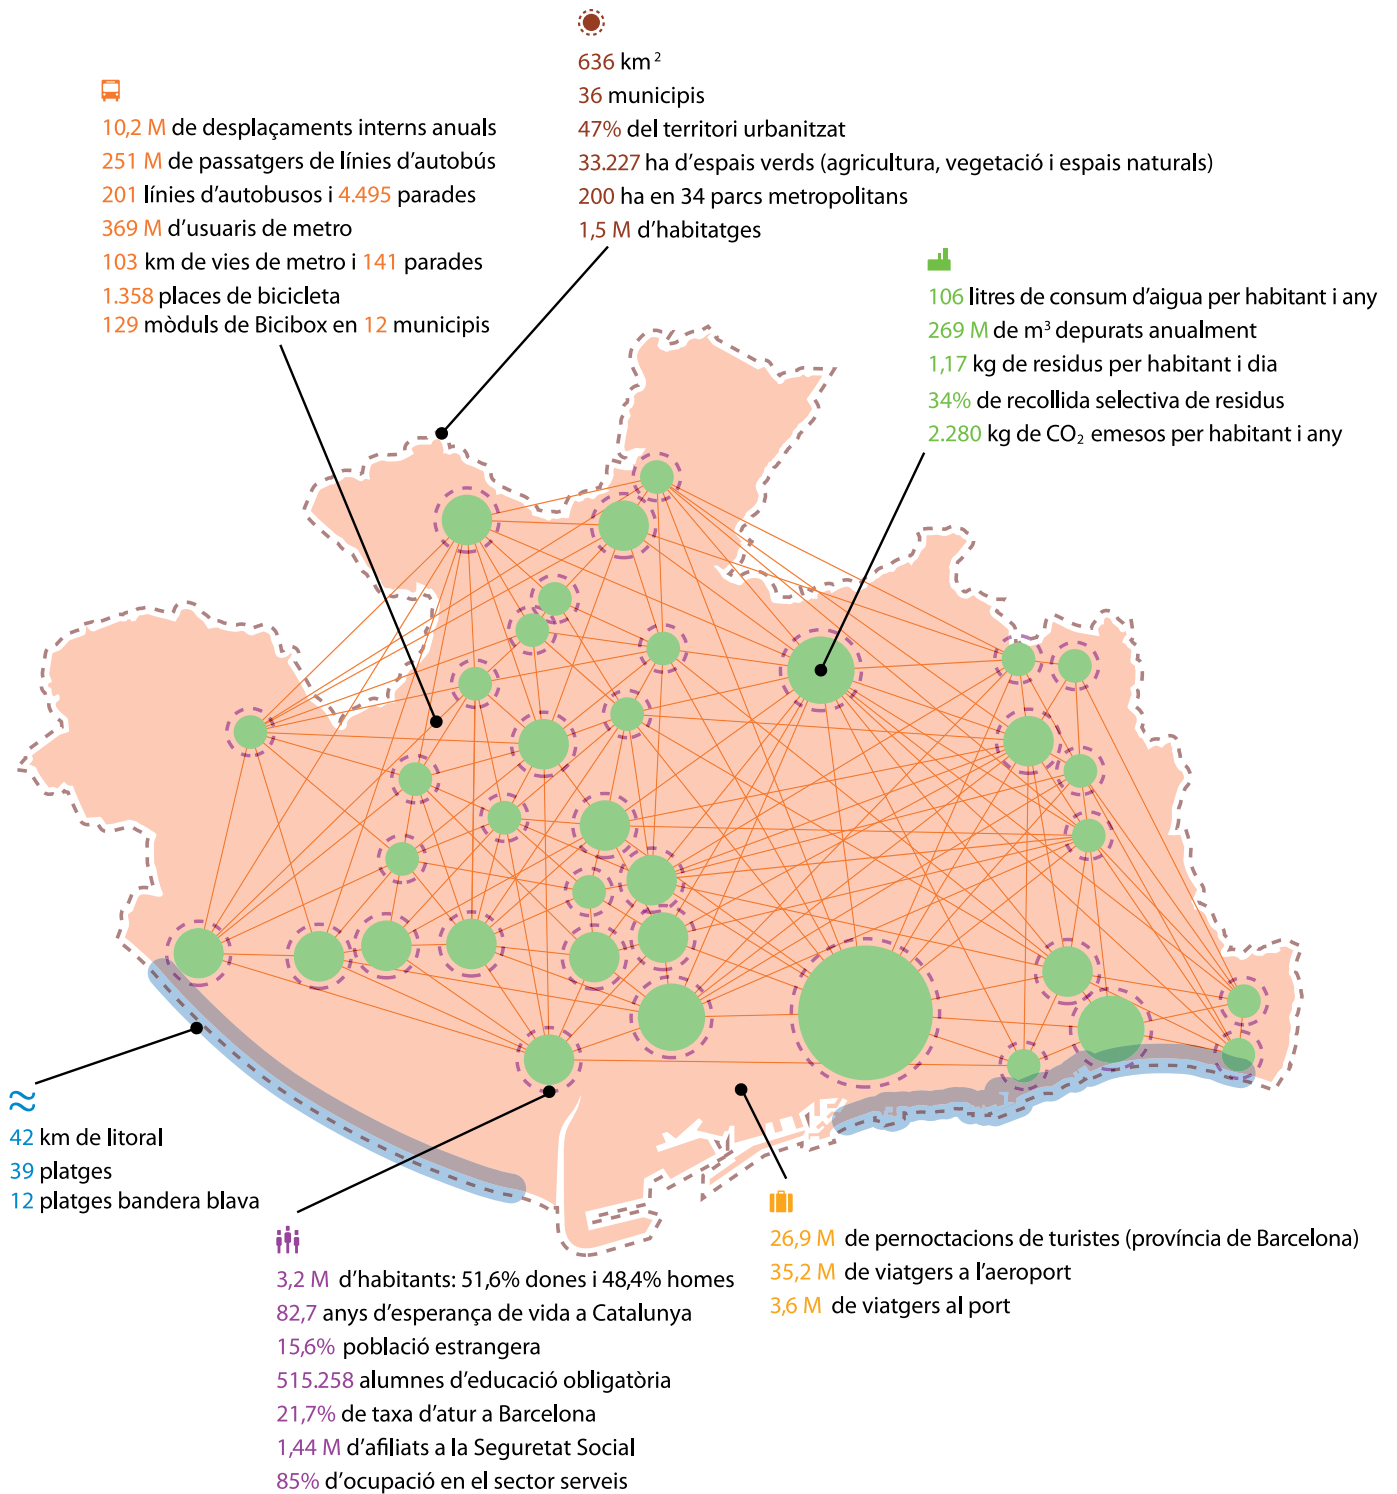 636 km²
36 municipis
47% del territori urbanitzat
33.227 ha d'espais verds (agricultura, vegetació i espais naturals)
200 ha en 34 parcs metropolitans
1,5 M d'habitatges
10,2 M de desplaçaments interns anuals
251 M de passatgers de línies d'autobús
201 línies d'autobusos i 4.495 parades
369 M d'usuaris de metro
103 km de vies de metro i 141 parades
1.358 places de bicicleta
129 mòduls de Bicibox en 12 municipis
106 litres de consum d'aigua per habitant i any
269 M de m³ depurats anualment
1,17 kg de residus per habitant i dia
34% de recollida selectiva de residus
2.280 kg de CO₂ emesos per habitant i any
42 km de litoral
39 platges
12 platges bandera blava
3,2 M d'habitants: 51,6% dones i 48,4% homes
82,7 anys d'esperança de vida a Catalunya
15,6% població estrangera
515.258 alumnes d'educació obligatòria
21,7% de taxa d'atur a Barcelona
1,44 M d'afiliats a la Seguretat Social
85% d'ocupació en el sector serveis
26,9 M de pernoctacions de turistes (província de Barcelona)
35,2 M de viatgers a l'aeroport
3,6 M de viatgers al port